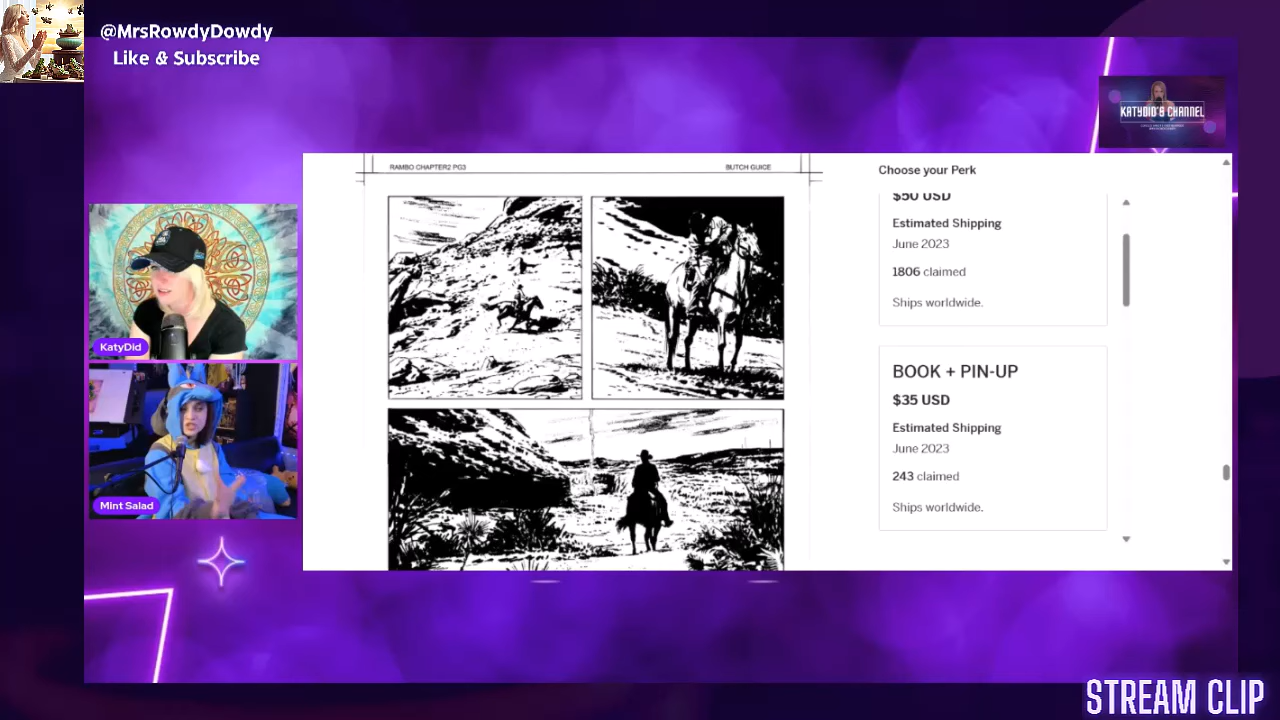 @MrsRowdyDowdy
Like & Subscribe
KATYDID'S CHANNEL
RAMBO CHAPTER2 PG3
BUTCH GUICE
Choose your Perk
$50 USD
Estimated Shipping
June 2023
1806 claimed
Ships worldwide.
BOOK + PIN-UP
$35 USD
Estimated Shipping
June 2023
243 claimed
Ships worldwide.
KatyDid
Mint Salad
STREAM CLIP